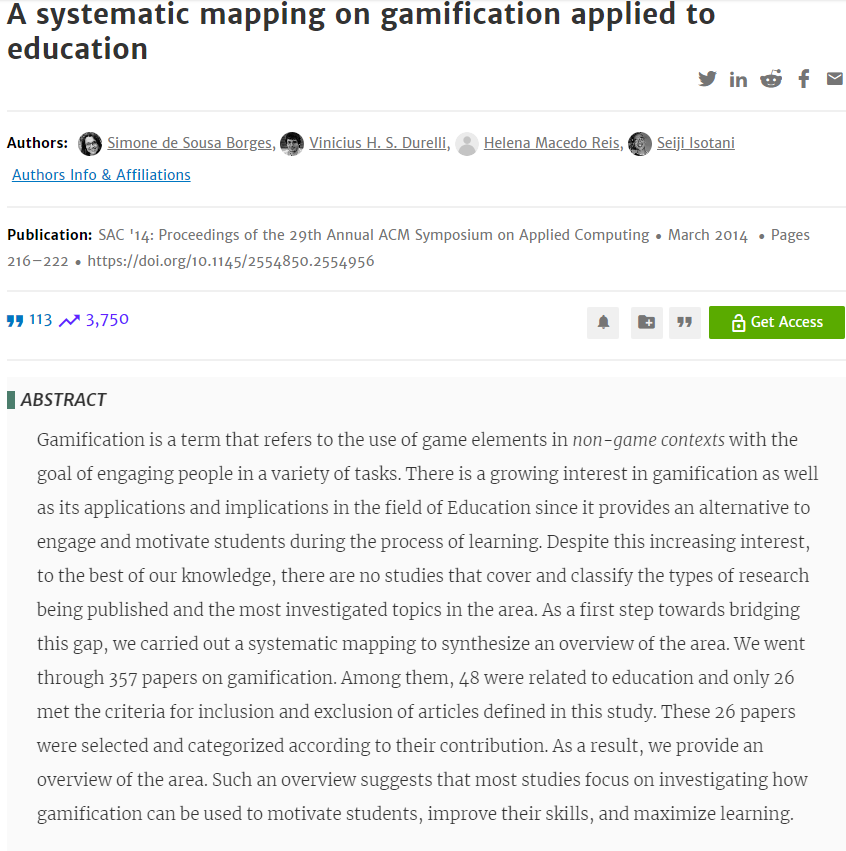 A systematic mapping on gamification applied to
education
Authors: Simone de Sousa Borges, Vinicius H. S. Durelli, Helena Macedo Reis, Seiji Isotani
Authors Info & Affiliations
Publication: SAC '14: Proceedings of the 29th Annual ACM Symposium on Applied Computing • March 2014 • Pages
216–222 • https://doi.org/10.1145/2554850.2554956
113 3,750
Get Access
ABSTRACT
Gamification is a term that refers to the use of game elements in non-game contexts with the
goal of engaging people in a variety of tasks. There is a growing interest in gamification as well
as its applications and implications in the field of Education since it provides an alternative to
engage and motivate students during the process of learning. Despite this increasing interest,
to the best of our knowledge, there are no studies that cover and classify the types of research
being published and the most investigated topics in the area. As a first step towards bridging
this gap, we carried out a systematic mapping to synthesize an overview of the area. We went
through 357 papers on gamification. Among them, 48 were related to education and only 26
met the criteria for inclusion and exclusion of articles defined in this study. These 26 papers
were selected and categorized according to their contribution. As a result, we provide an
overview of the area. Such an overview suggests that most studies focus on investigating how
gamification can be used to motivate students, improve their skills, and maximize learning.